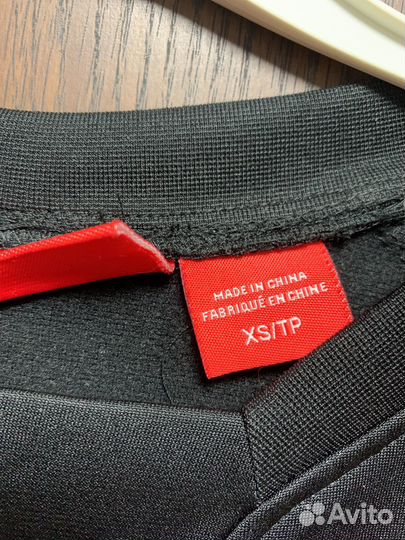 MADE IN CHINA
FABRIQUÉ EN CHINE
XS/TP
Avito